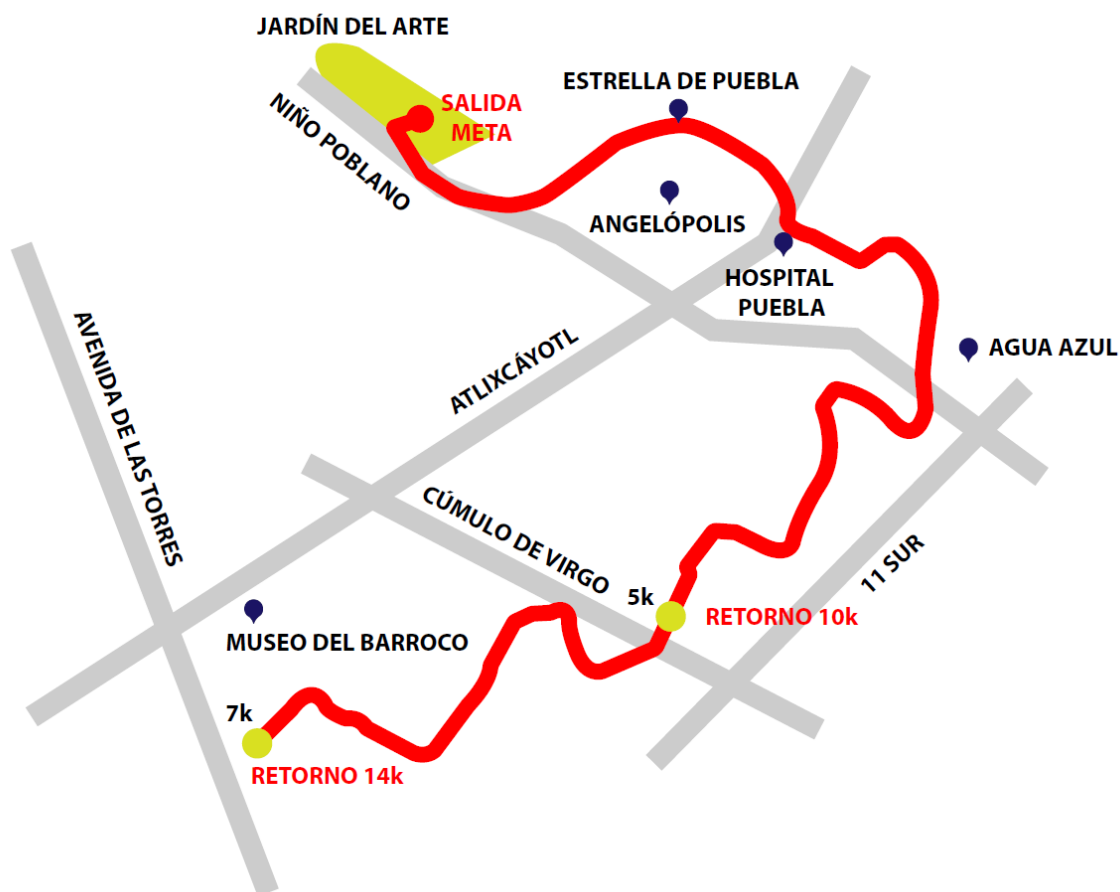 JARDÍN DEL ARTE
ESTRELLA DE PUEBLA
SALIDA
META
NIÑO POBLANO
ANGELÓPOLIS
HOSPITAL
PUEBLA
AGUA AZUL
AVENIDA DE LAS TORRES
ATLIXCÁYOTL
CÚMULO DE VIRGO
11 SUR
5k
RETORNO 10k
MUSEO DEL BARROCO
7k
RETORNO 14k